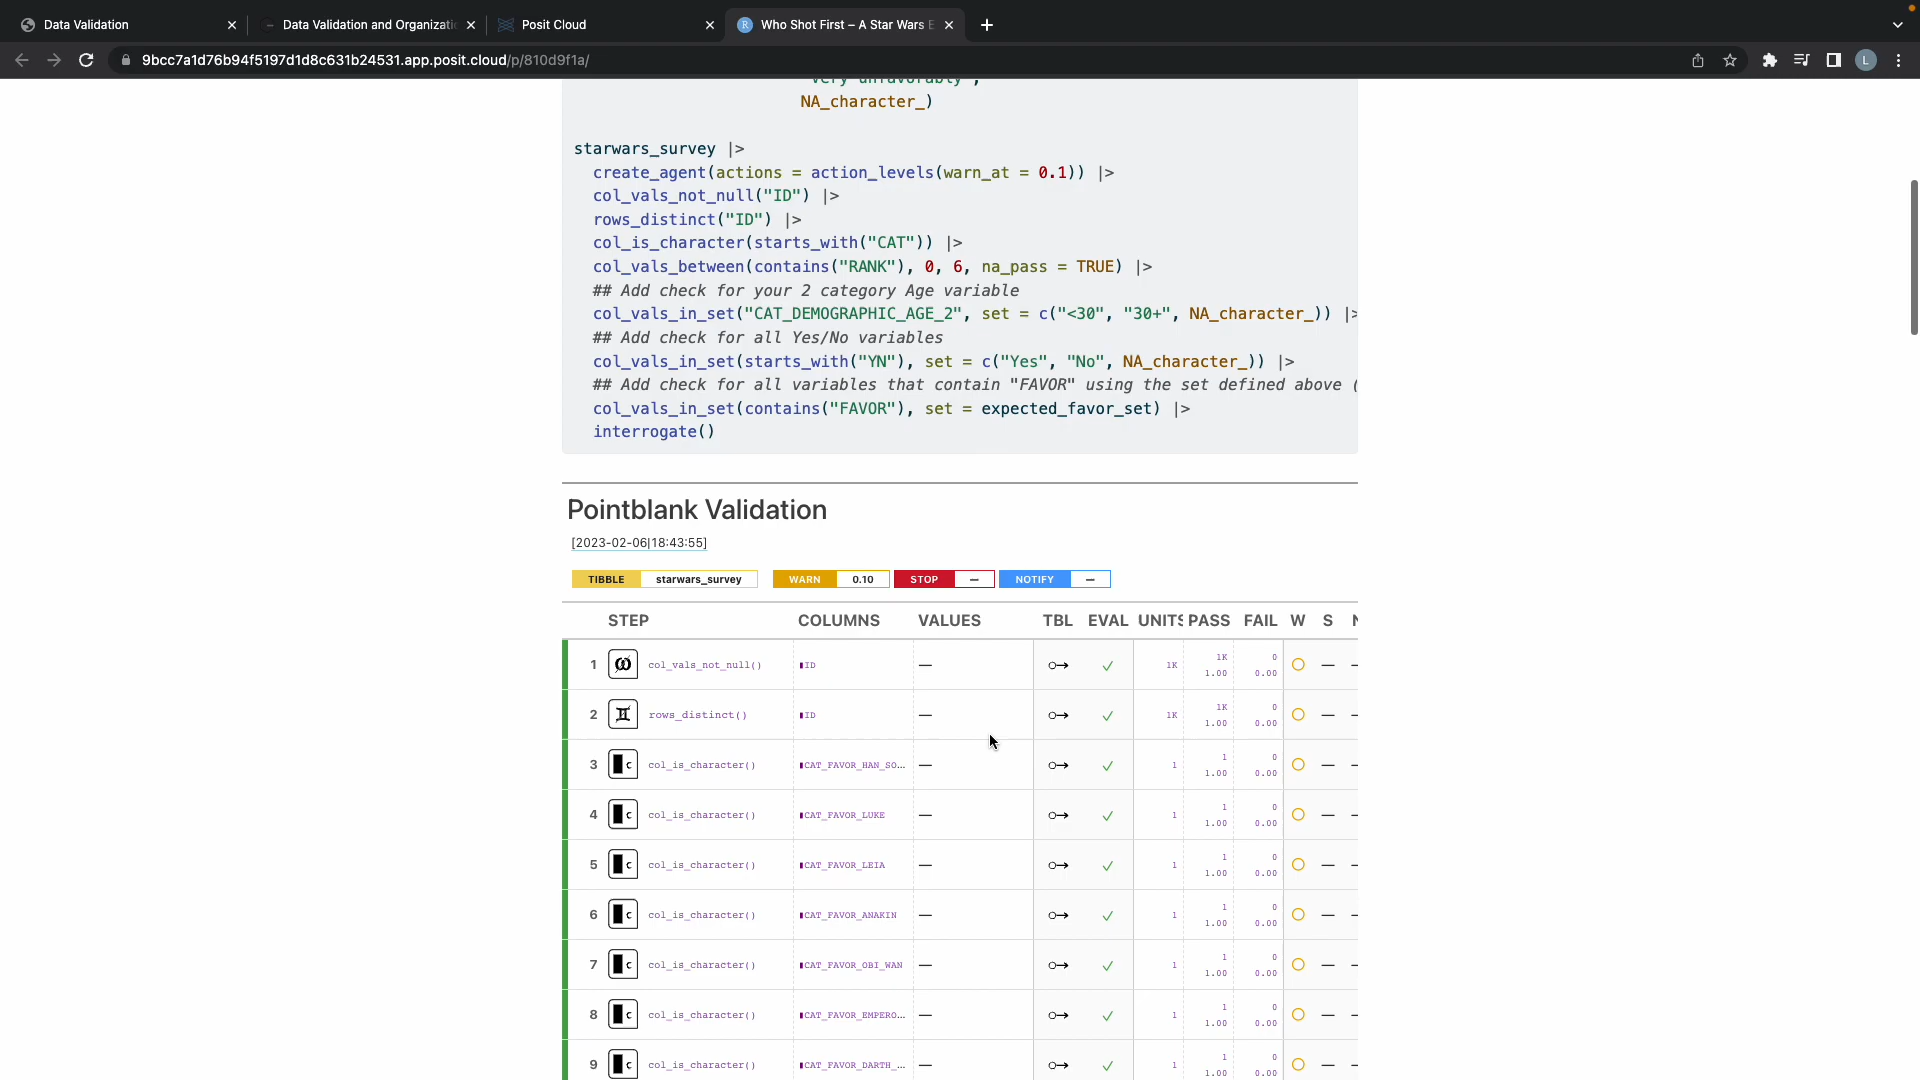 Data Validation
Data Validation and Organizatio
Posit Cloud
Who Shot First – A Star Wars E
9bcc7a1d76b94f5197d1d8c631b24531.app.posit.cloud/p/810d9f1a/
L
"Very unfavorably",
NA_character_)
starwars_survey |>
create_agent(actions = action_levels(warn_at = 0.1)) |>
col_vals_not_null("ID") |>
rows_distinct("ID") |>
col_is_character(starts_with("CAT")) |>
col_vals_between(contains("RANK"), 0, 6, na_pass = TRUE) |>
## Add check for your 2 category Age variable
col_vals_in_set("CAT_DEMOGRAPHIC_AGE_2", set = c("<30", "30+", NA_character_)) |>
## Add check for all Yes/No variables
col_vals_in_set(starts_with("YN"), set = c("Yes", "No", NA_character_)) |>
## Add check for all variables that contain "FAVOR" using the set defined above (
col_vals_in_set(contains("FAVOR"), set = expected_favor_set) |>
interrogate()
Pointblank Validation
[2023-02-06|18:43:55]
TIBBLE starwars_survey WARN 0.10 STOP — NOTIFY —
STEP COLUMNS VALUES TBL EVAL UNITS PASS FAIL W S N
1 col_vals_not_null() ID — 1K 1K 1.00 0 0.00 — —
2 rows_distinct() ID — 1K 1K 1.00 0 0.00 — —
3 C col_is_character() CAT_FAVOR_HAN_SO… — 1 1 1.00 0 0.00 — —
4 C col_is_character() CAT_FAVOR_LUKE — 1 1 1.00 0 0.00 — —
5 C col_is_character() CAT_FAVOR_LEIA — 1 1 1.00 0 0.00 — —
6 C col_is_character() CAT_FAVOR_ANAKIN — 1 1 1.00 0 0.00 — —
7 C col_is_character() CAT_FAVOR_OBI_WAN — 1 1 1.00 0 0.00 — —
8 C col_is_character() CAT_FAVOR_EMPERO… — 1 1 1.00 0 0.00 — —
9 C col_is_character() CAT_FAVOR_DARTH_… — 1 1 1.00 0 0.00 — —